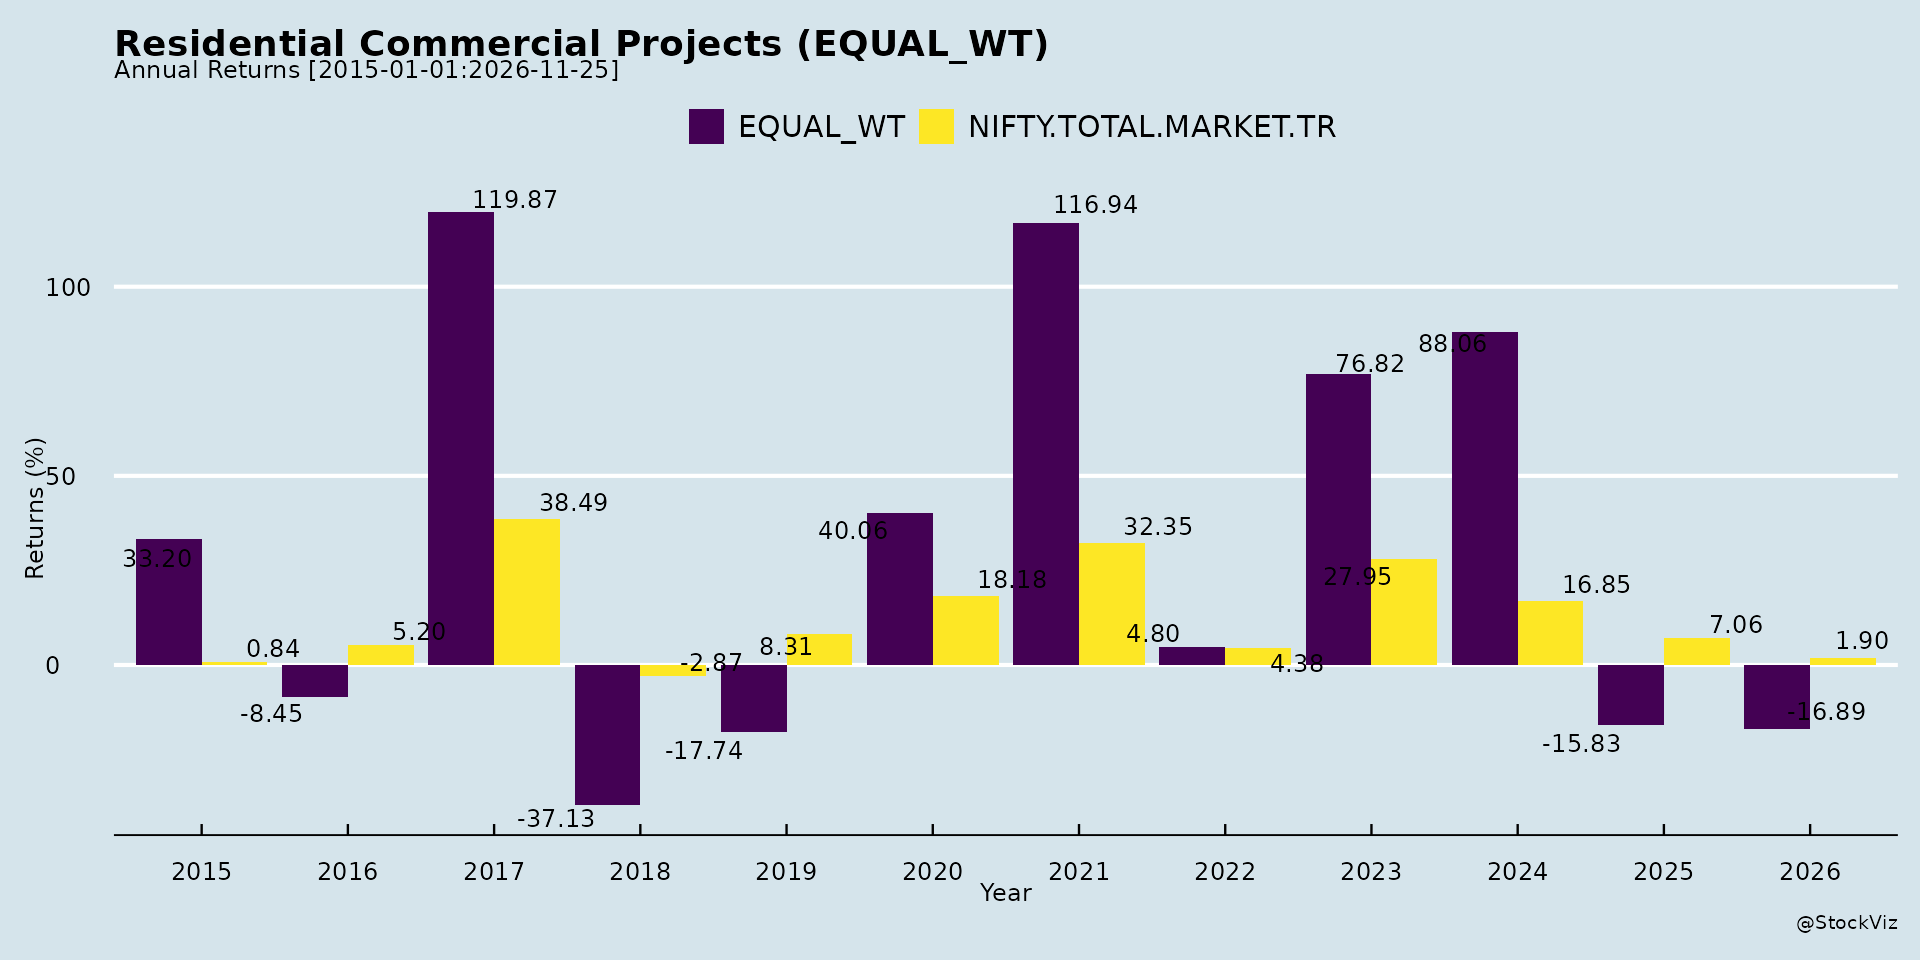 Residential Commercial Projects (EQUAL_WT)
Annual Returns [2015-01-01:2026-11-25]
EQUAL_WT NIFTY.TOTAL.MARKET.TR
119.87 116.94
100
88.06
76.82
50
38.49
40.06 32.35
33.20
18.18 27.95 16.85
0.84 5.20 8.31 4.80 7.06 1.90
0
-2.87 4.38
-8.45 -16.89
-17.74 -15.83
-37.13
Returns (%)
2015 2016 2017 2018 2019 2020 2021 2022 2023 2024 2025 2026
Year
@StockViz